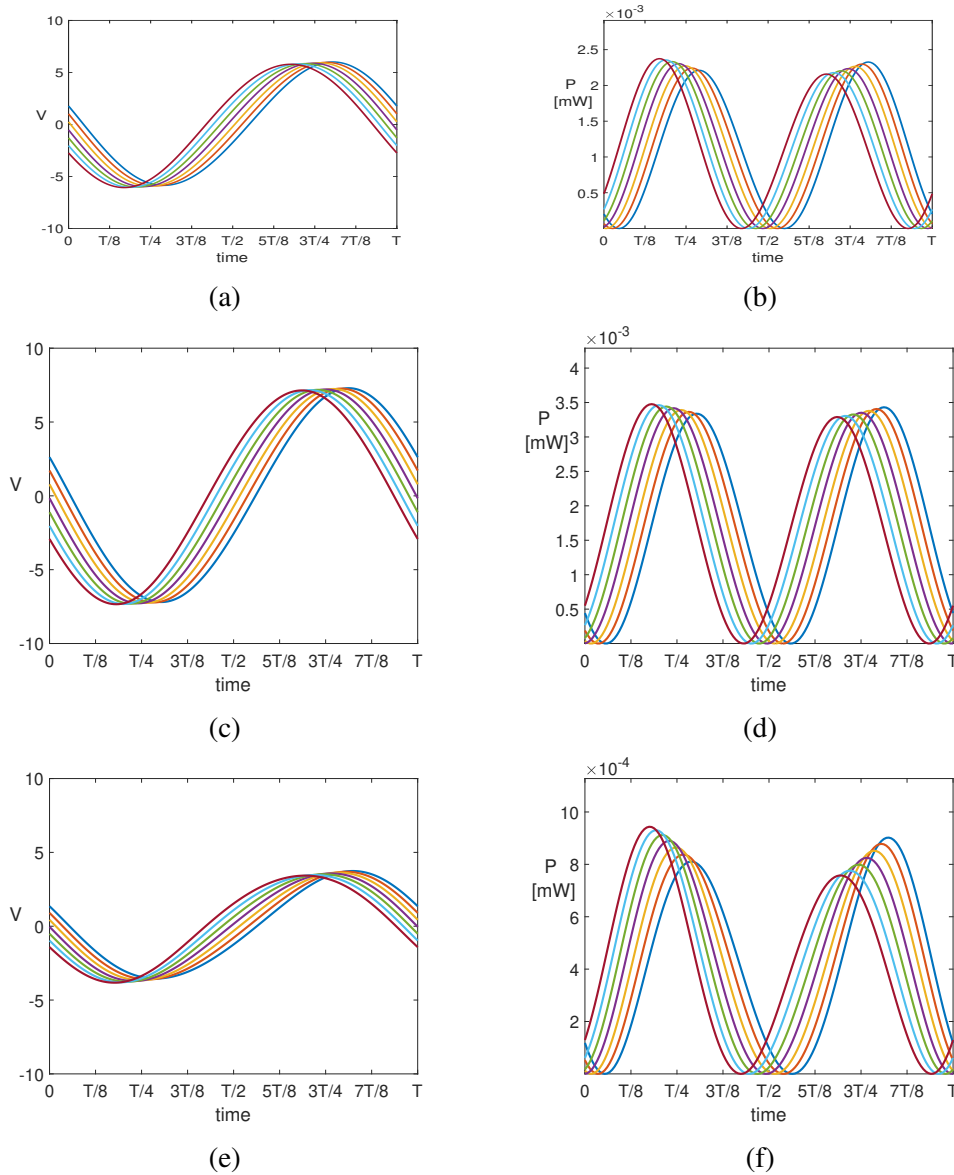 10
5
V
0
-5
-10
0 T/8 T/4 3T/8 T/2 5T/8 3T/4 7T/8 T
time
(a)
×10-3
2.5
P
2
[mW]
1.5
1
0.5
0 T/8 T/4 3T/8 T/2 5T/8 3T/4 7T/8 T
time
(b)
10
5
V
0
-5
-10
0 T/8 T/4 3T/8 T/2 5T/8 3T/4 7T/8 T
time
(c)
×10-3
4
3.5
P
[mW]
3
2.5
2
1.5
1
0.5
0 T/8 T/4 3T/8 T/2 5T/8 3T/4 7T/8 T
time
(d)
10
5
V
0
-5
-10
0 T/8 T/4 3T/8 T/2 5T/8 3T/4 7T/8 T
time
(e)
×10-4
10
P
8
[mW]
6
4
2
0 T/8 T/4 3T/8 T/2 5T/8 3T/4 7T/8 T
time
(f)